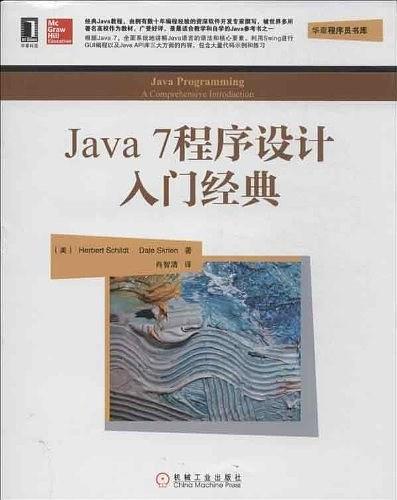 华章科技
Mc
Graw
Hill
Education
经典Java教程，由拥有数十年编程经验的资深软件开发专家撰写，被世界多所
著名高校作为教材，广受好评，是最适合教学和自学的Java参考书之一
根据Java 7，全面系统地讲解Java语言的语法和核心要素、利用Swing进行
GUI编程以及Java API库三大方面的内容，包含大量代码示例和练习
华章程序员书库
Java Programming
A Comprehensive Introduction
Java 7程序设计
入门经典
（美） Herbert Schildt Dale Skrien 著
肖智清 译
机械工业出版社
China Machine Press